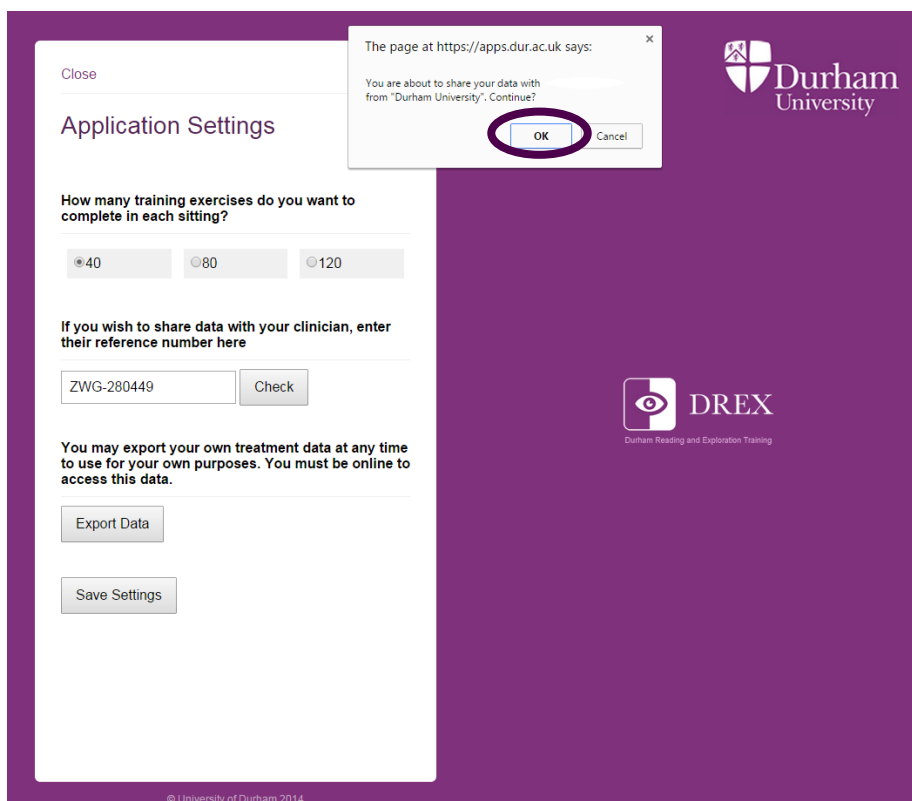 Close
Application Settings
The page at https://apps.dur.ac.uk says:
You are about to share your data with
from "Durham University". Continue?
OK
Cancel
Durham
University
How many training exercises do you want to
complete in each sitting?
40
80
120
If you wish to share data with your clinician, enter
their reference number here
ZWG-280449
Check
You may export your own treatment data at any time
to use for your own purposes. You must be online to
access this data.
Export Data
Save Settings
DREX
Durham Reading and Exploration Training
© University of Durham 2014